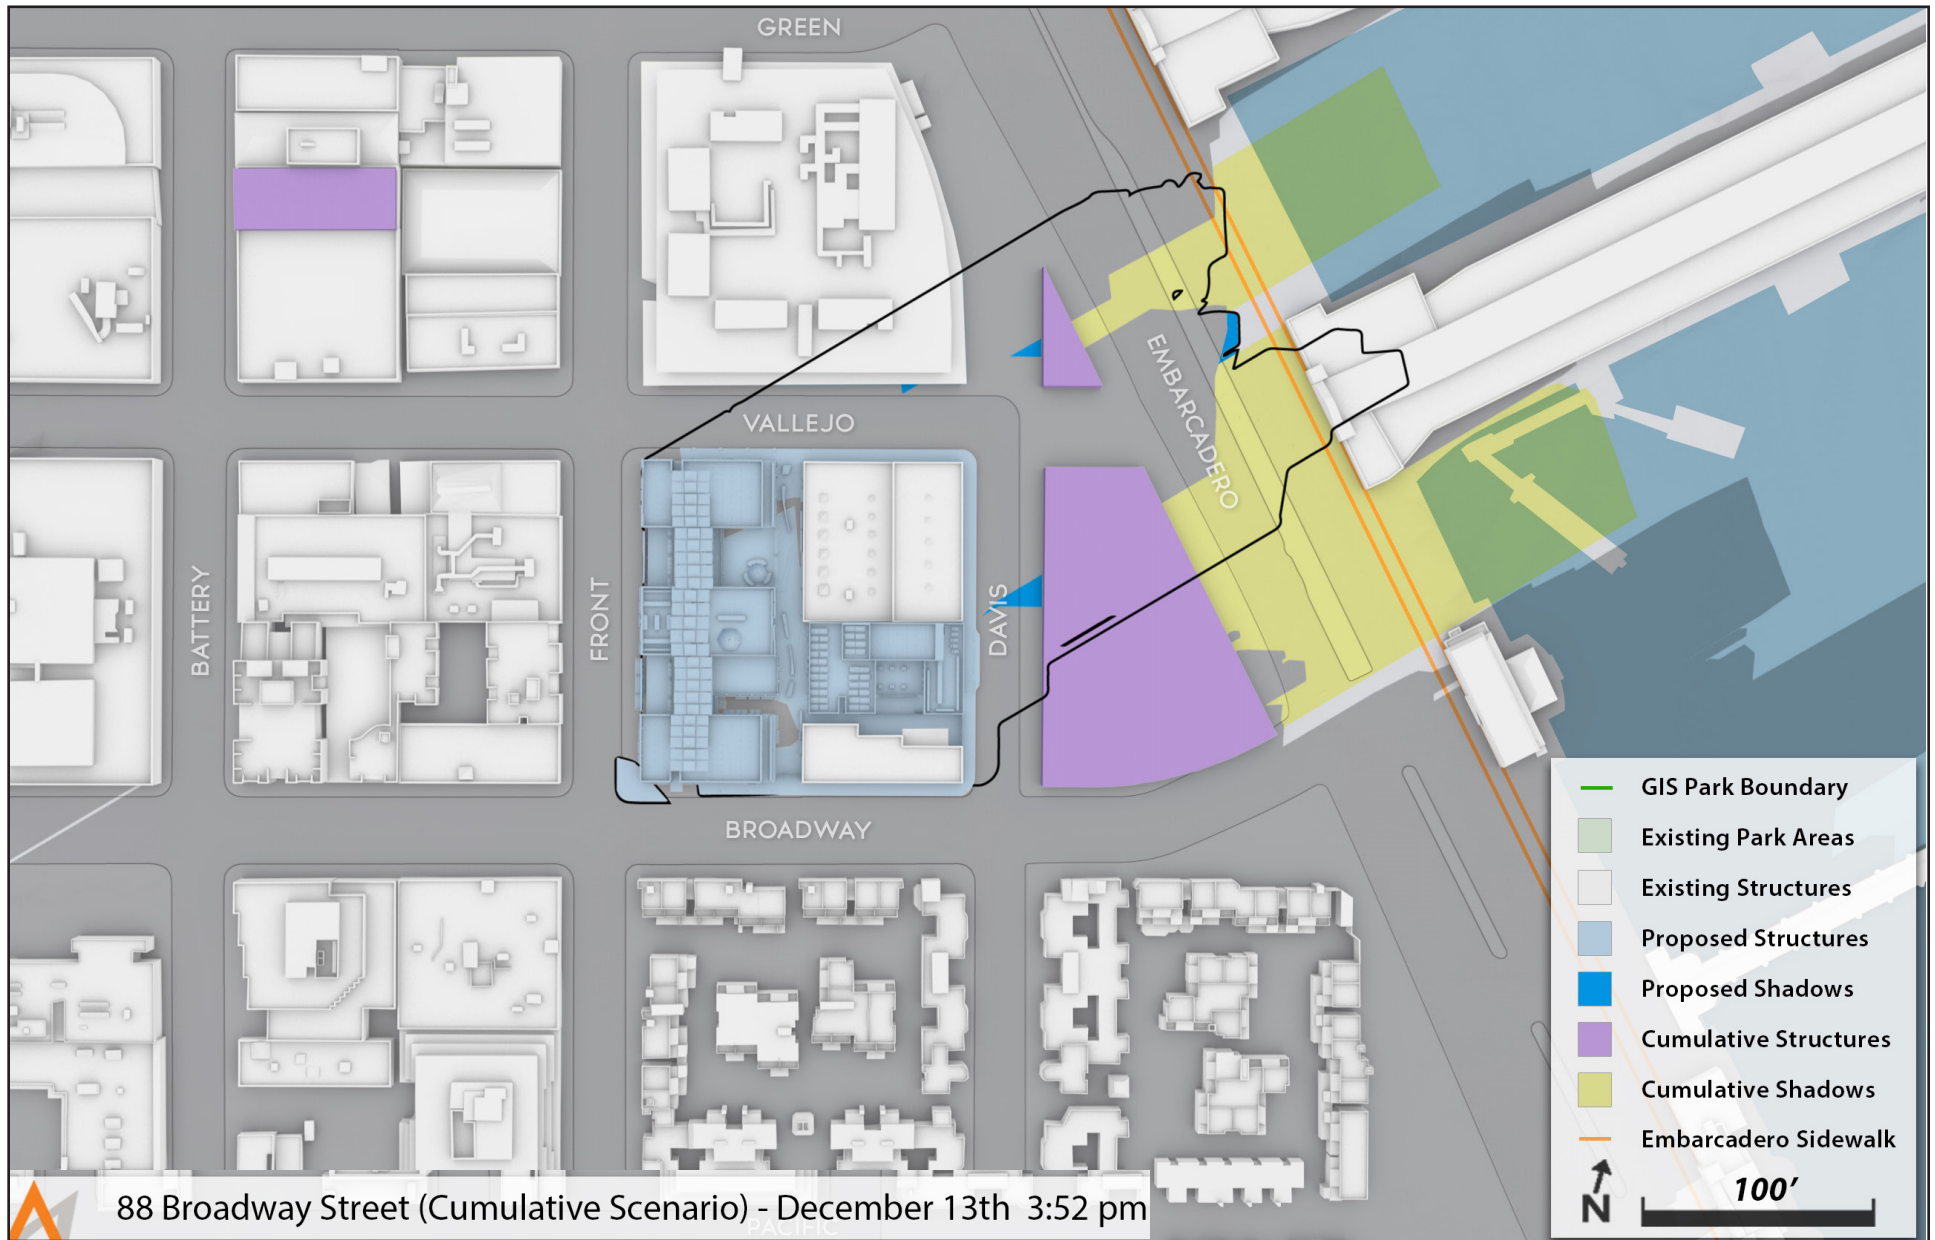 GREEN
VALLEJO
EMBARCADERO
BATTERY
FRONT
DAVIS
BROADWAY
GIS Park Boundary
Existing Park Areas
Existing Structures
Proposed Structures
Proposed Shadows
Cumulative Structures
Cumulative Shadows
Embarcadero Sidewalk
N
100'
88 Broadway Street (Cumulative Scenario) - December 13th 3:52 pm
PACIFIC